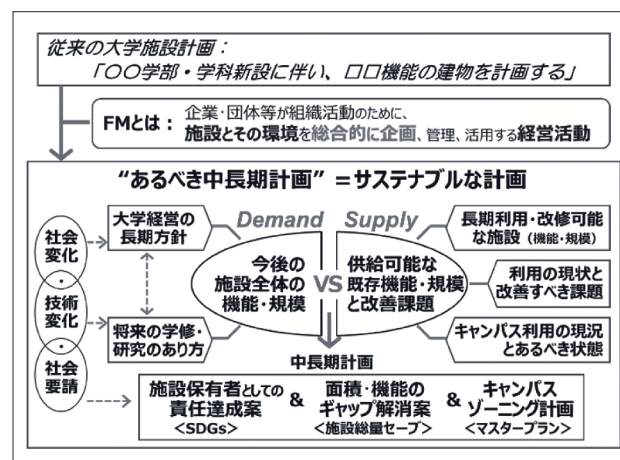 従来の大学施設計画：
「〇〇学部・学科新設に伴い、□□機能の建物を計画する」
FMとは：
企業・団体等が組織活動のために、
施設とその環境を総合的に企画、管理、活用する経営活動
“あるべき中長期計画”＝サステナブルな計画
社会
変化
・
技術
変化
・
社会
要請
大学経営の
長期方針
将来の学修・
研究のあり方
Demand
Supply
今後の
施設全体の
機能・規模
VS
供給可能な
既存機能・規模
と改善課題
長期利用・改修可能
な施設（機能・規模）
利用の現状と
改善すべき課題
キャンパス利用の現況
とあるべき状態
中長期計画
施設保有者としての
責任達成案
<SDGs>
&
面積・機能の
ギャップ解消案
<施設総量セーブ>
&
キャンパス
ゾーニング計画
<マスタープラン>